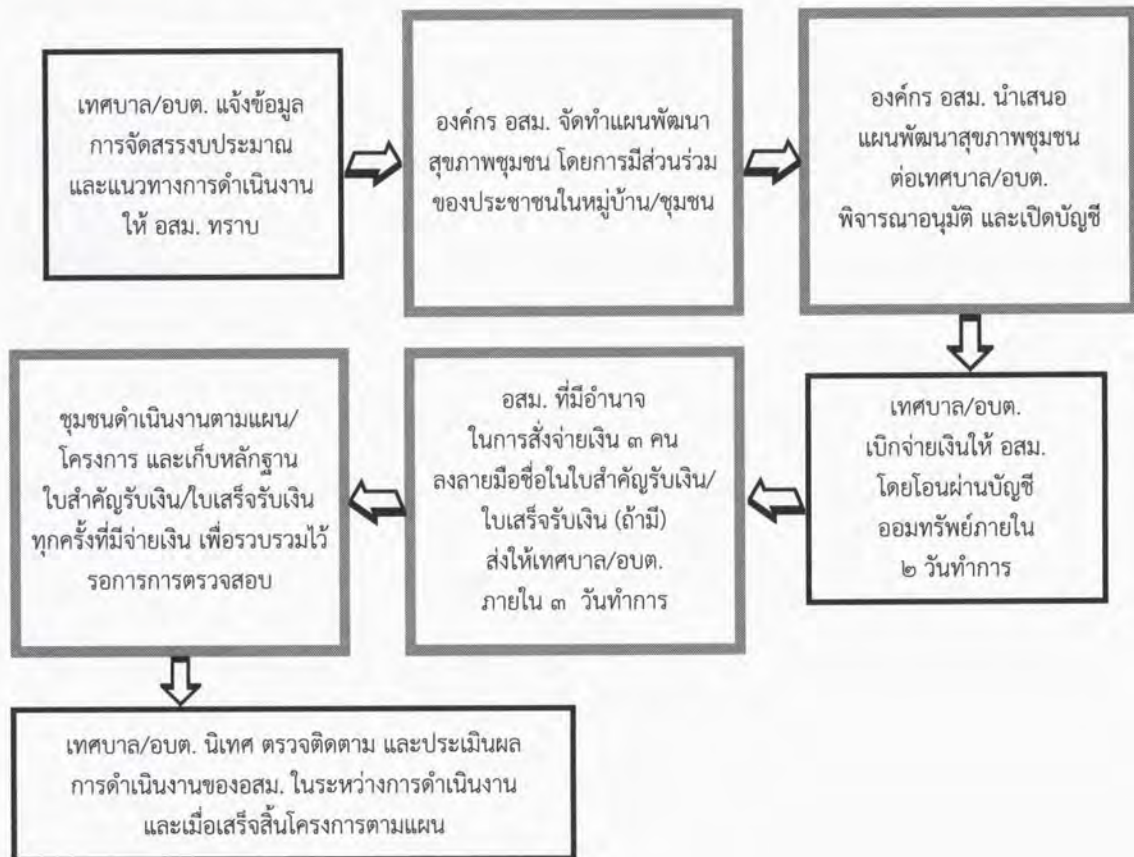 เทศบาล/อบต. แจ้งข้อมูล
การจัดสรรงบประมาณ
และแนวทางการดำเนินงาน
ให้ อสม. ทราบ
องค์กร อสม. จัดทำแผนพัฒนา
สุขภาพชุมชน โดยการมีส่วนร่วม
ของประชาชนในหมู่บ้าน/ชุมชน
องค์กร อสม. นำเสนอ
แผนพัฒนาสุขภาพชุมชน
ต่อเทศบาล/อบต.
พิจารณาอนุมัติ และเปิดบัญชี
เทศบาล/อบต.
เบิกจ่ายเงินให้ อสม.
โดยโอนผ่านบัญชี
ออมทรัพย์ภายใน
๒ วันทำการ
อสม. ที่มีอำนาจ
ในการสั่งจ่ายเงิน ๓ คน
ลงลายมือชื่อในใบสำคัญรับเงิน/
ใบเสร็จรับเงิน (ถ้ามี)
ส่งให้เทศบาล/อบต.
ภายใน ๓ วันทำการ
ชุมชนดำเนินงานตามแผน/
โครงการ และเก็บหลักฐาน
ใบสำคัญรับเงิน/ใบเสร็จรับเงิน
ทุกครั้งที่มีจ่ายเงิน เพื่อรวบรวมไว้
รอการการตรวจสอบ
เทศบาล/อบต. นิเทศ ตรวจติดตาม และประเมินผล
การดำเนินงานของอสม. ในระหว่างการดำเนินงาน
และเมื่อเสร็จสิ้นโครงการตามแผน